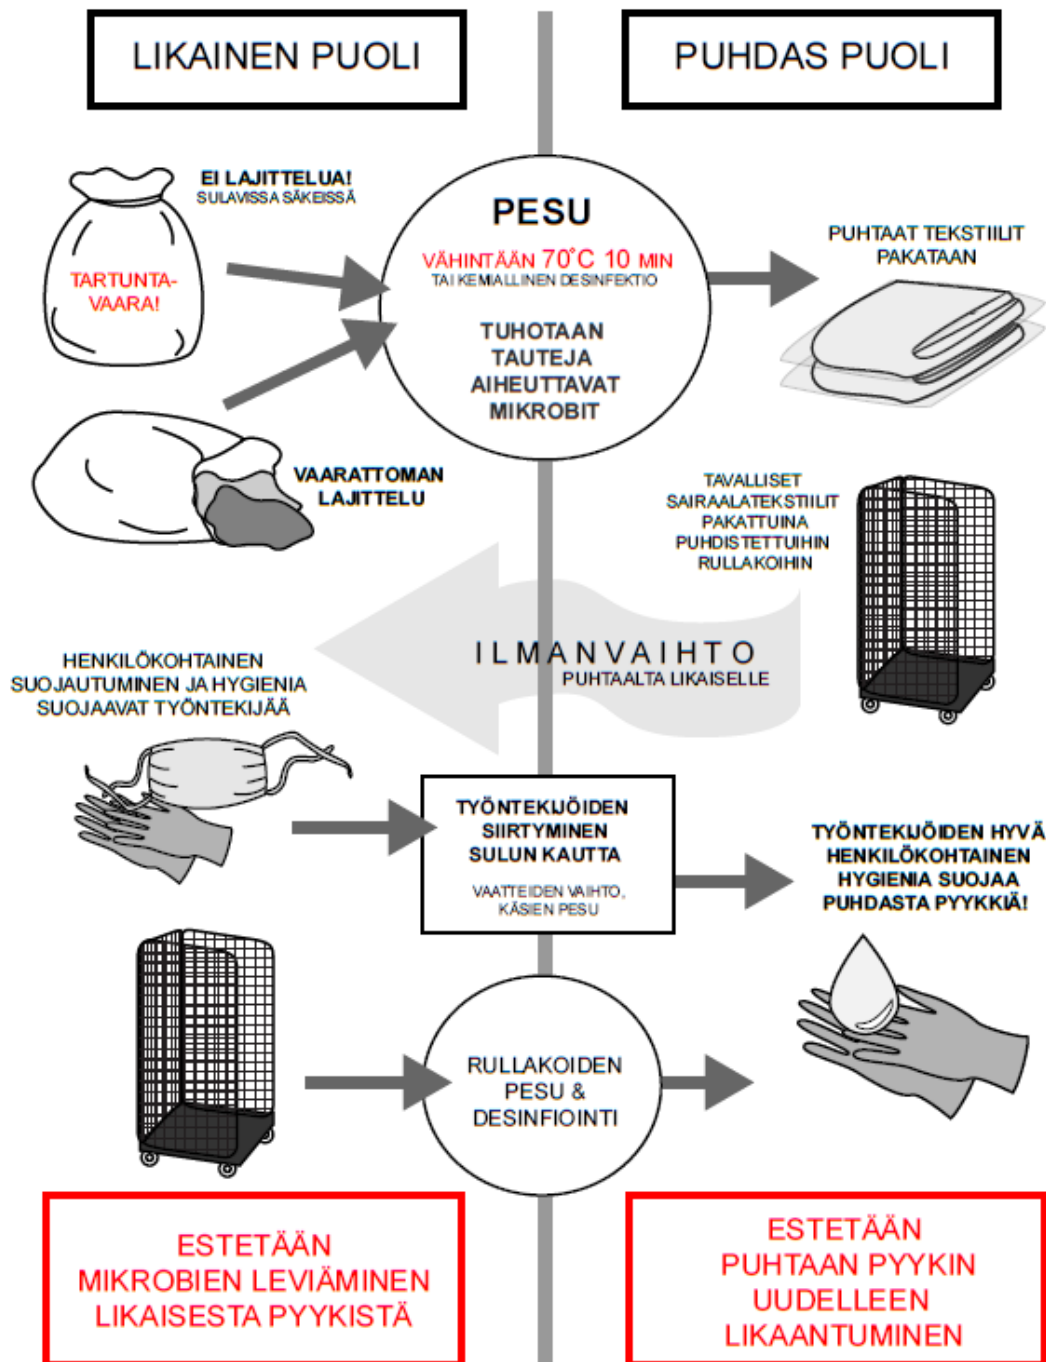 LIKAINEN PUOLI
PUHDAS PUOLI
EI LAJITTELUA!
SULAVISSA SÄKEISSÄ
TARTUNTA-
VAARA!
PESU
VÄHINTÄÄN 70°C 10 MIN
TAI KEMIALLINEN DESINFEKTIO
TUHOTAAN
TAUTEJA
AIHEUTTAVAT
MIKROBIT
PUHTAAT TEKSTIILIT
PAKATAAN
VAARATTOMAN
LAJITTELU
TAVALLISET
SAIRAALATEKSTIILIT
PAKATTUINA
PUHDISTETTUIHIN
RULLAKOIHIN
ILMANVAIHTO
PUHTAALTA LIKAISELLE
HENKILÖKOHTAINEN
SUOJAUTUMINEN JA HYGIENIA
SUOJAAVAT TYÖNTEKIJÄÄ
TYÖNTEKIJÖIDEN
SIIRTYMINEN
SULUN KAUTTA
VAATTEIDEN VAIHTO,
KÄSIEN PESU
TYÖNTEKIJÖIDEN HYVÄ
HENKILÖKOHTAINEN
HYGIENIA SUOJAA
PUHDASTA PYYKKIÄ!
RULLAKOIDEN
PESU &
DESINFIOINTI
ESTETÄÄN
MIKROBIEN LEVIÄMINEN
LIKAISESTA PYYKISTÄ
ESTETÄÄN
PUHTAAN PYYKIN
UUDELLEEN
LIKAANTUMINEN